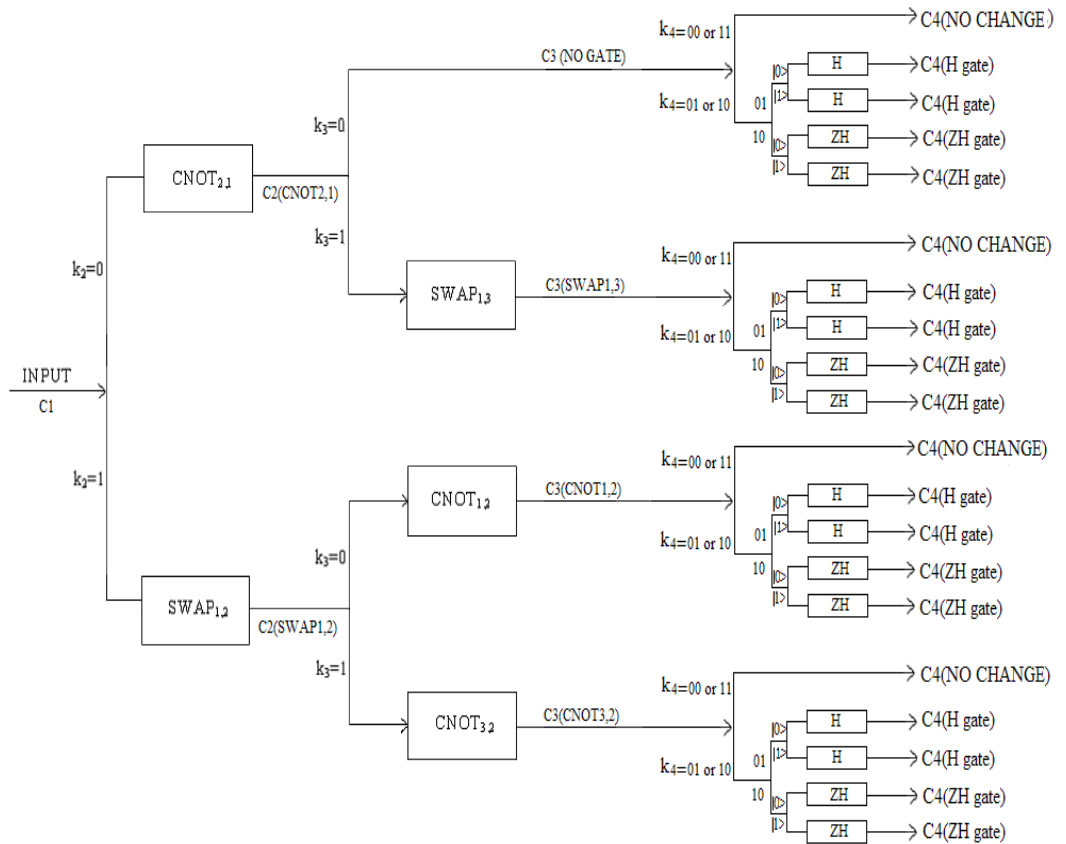 INPUT
C1
k₂=0
k₂=1
CNOT₂,₁
C2(CNOT2,1)
k₃=0
k₃=1
C3 (NO GATE)
k₄=00 or 11
k₄=01 or 10
C4(NO CHANGE)
01
|0> H C4(H gate)
|1> H C4(H gate)
10
|0> ZH C4(ZH gate)
|1> ZH C4(ZH gate)
SWAP₁,₃
C3(SWAP1,3)
k₄=00 or 11
k₄=01 or 10
C4(NO CHANGE)
01
|0> H C4(H gate)
|1> H C4(H gate)
10
|0> ZH C4(ZH gate)
|1> ZH C4(ZH gate)
SWAP₁,₂
C2(SWAP1,2)
k₃=0
k₃=1
CNOT₁,₂
C3(CNOT1,2)
k₄=00 or 11
k₄=01 or 10
C4(NO CHANGE)
01
|0> H C4(H gate)
|1> H C4(H gate)
10
|0> ZH C4(ZH gate)
|1> ZH C4(ZH gate)
CNOT₃,₂
C3(CNOT3,2)
k₄=00 or 11
k₄=01 or 10
C4(NO CHANGE)
01
|0> H C4(H gate)
|1> H C4(H gate)
10
|0> ZH C4(ZH gate)
|1> ZH C4(ZH gate)